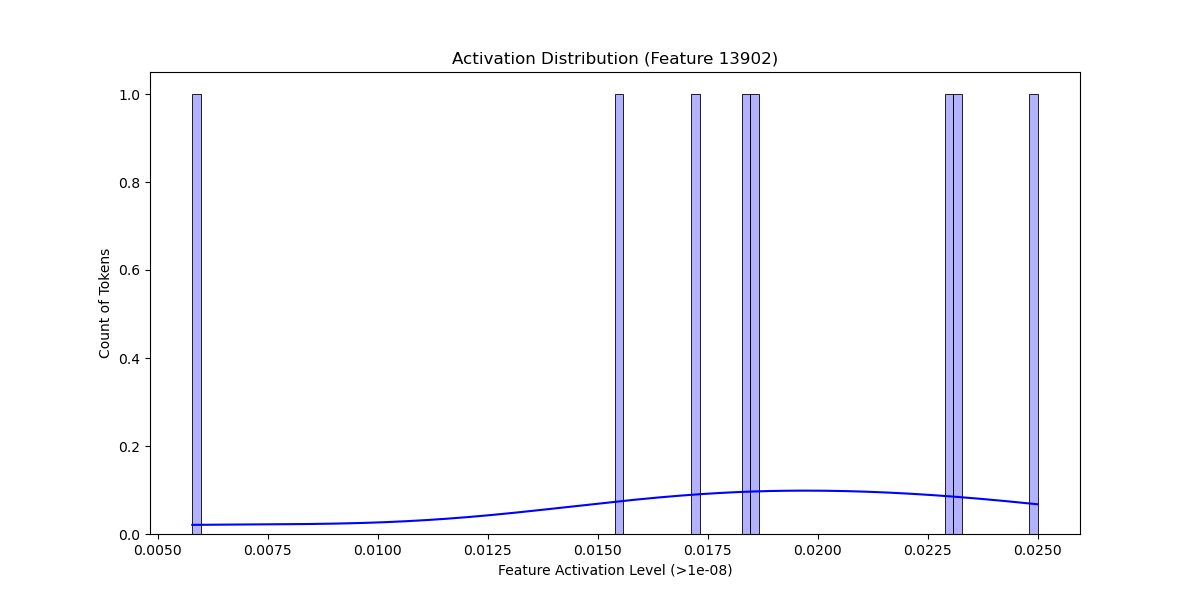 Activation Distribution (Feature 13902)
1.0
0.8
0.6
0.4
0.2
0.0
Count of Tokens
0.0050 0.0075 0.0100 0.0125 0.0150 0.0175 0.0200 0.0225 0.0250
Feature Activation Level (>1e-08)